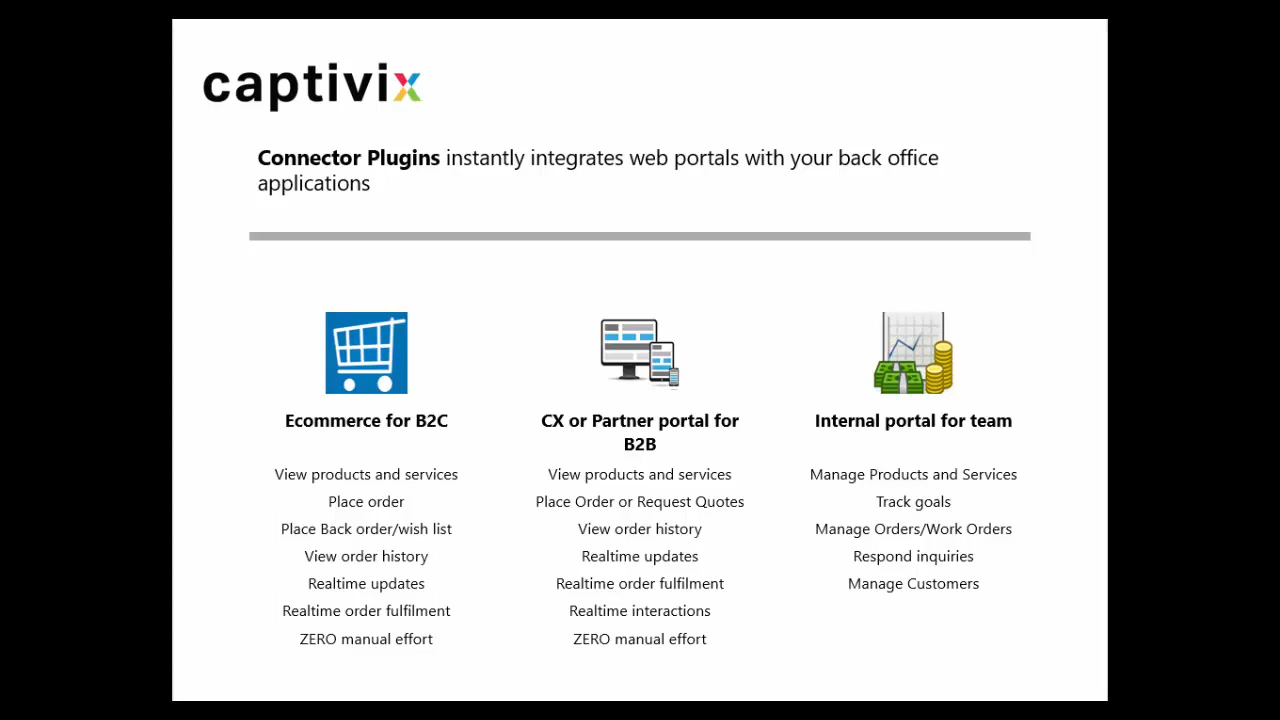 captivix
Connector Plugins instantly integrates web portals with your back office
applications
Ecommerce for B2C
View products and services
Place order
Place Back order/wish list
View order history
Realtime updates
Realtime order fulfilment
ZERO manual effort
CX or Partner portal for
B2B
View products and services
Place Order or Request Quotes
View order history
Realtime updates
Realtime order fulfilment
Realtime interactions
ZERO manual effort
Internal portal for team
Manage Products and Services
Track goals
Manage Orders/Work Orders
Respond inquiries
Manage Customers